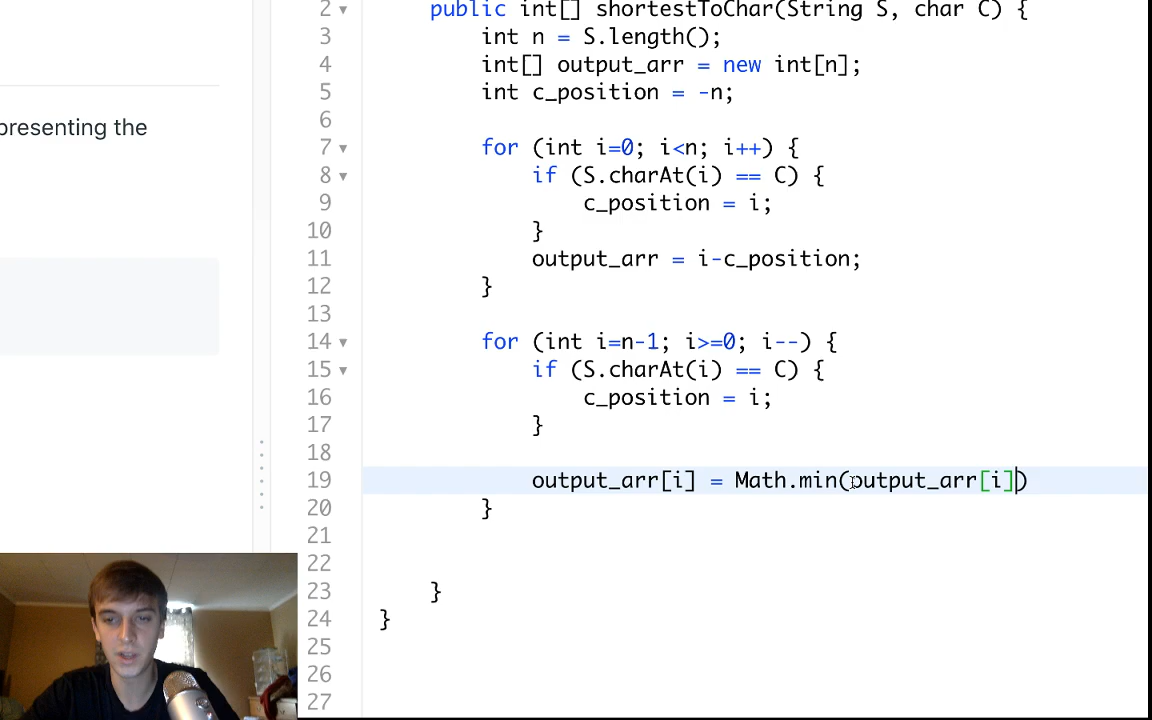 2 public int[] shortestToChar(String S, char C) {
presenting the
3 int n = S.length();
4 int[] output_arr = new int[n];
5 int c_position = -n;
6
7 for (int i=0; i<n; i++) {
8 if (S.charAt(i) == C) {
9 c_position = i;
10 }
11 output_arr = i-c_position;
12 }
13
14 for (int i=n-1; i>=0; i--) {
15 if (S.charAt(i) == C) {
16 c_position = i;
17 }
18
19 output_arr[i] = Math.min(output_arr[i])
20 }
21
22
23 }
24 }
25
26
27